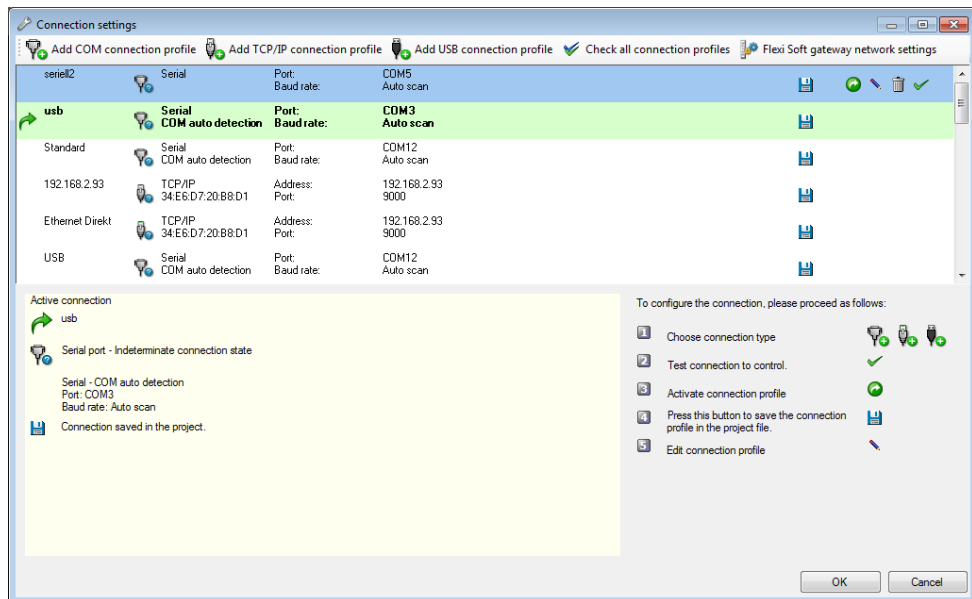 Connection settings
Add COM connection profile Add TCP/IP connection profile Add USB connection profile Check all connection profiles Flexi Soft gateway network settings
seriell2 Serial Port: COM5
Baud rate: Auto scan
usb Serial Port: COM3
COM auto detection Baud rate: Auto scan
Standard Serial Port: COM12
COM auto detection Baud rate: Auto scan
192.168.2.93 TCP/IP Address: 192.168.2.93
34:E6:D7:20:B8:D1 Port: 9000
Ethernet Direkt TCP/IP Address: 192.168.2.93
34:E6:D7:20:B8:D1 Port: 9000
USB Serial Port: COM12
COM auto detection Baud rate: Auto scan
Active connection
usb
Serial port - Indeterminate connection state
Serial - COM auto detection
Port: COM3
Baud rate: Auto scan
Connection saved in the project.
To configure the connection, please proceed as follows:
1 Choose connection type
2 Test connection to control.
3 Activate connection profile
4 Press this button to save the connection
profile in the project file.
5 Edit connection profile
OK Cancel